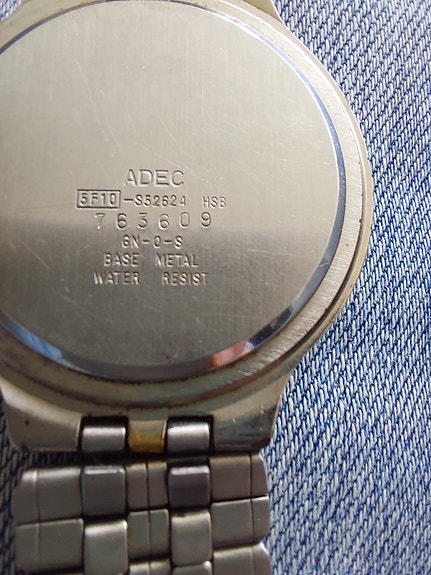 ADEC
5F10-S52624 HSB
763609
GN-0-S
BASE METAL
WATER RESIST